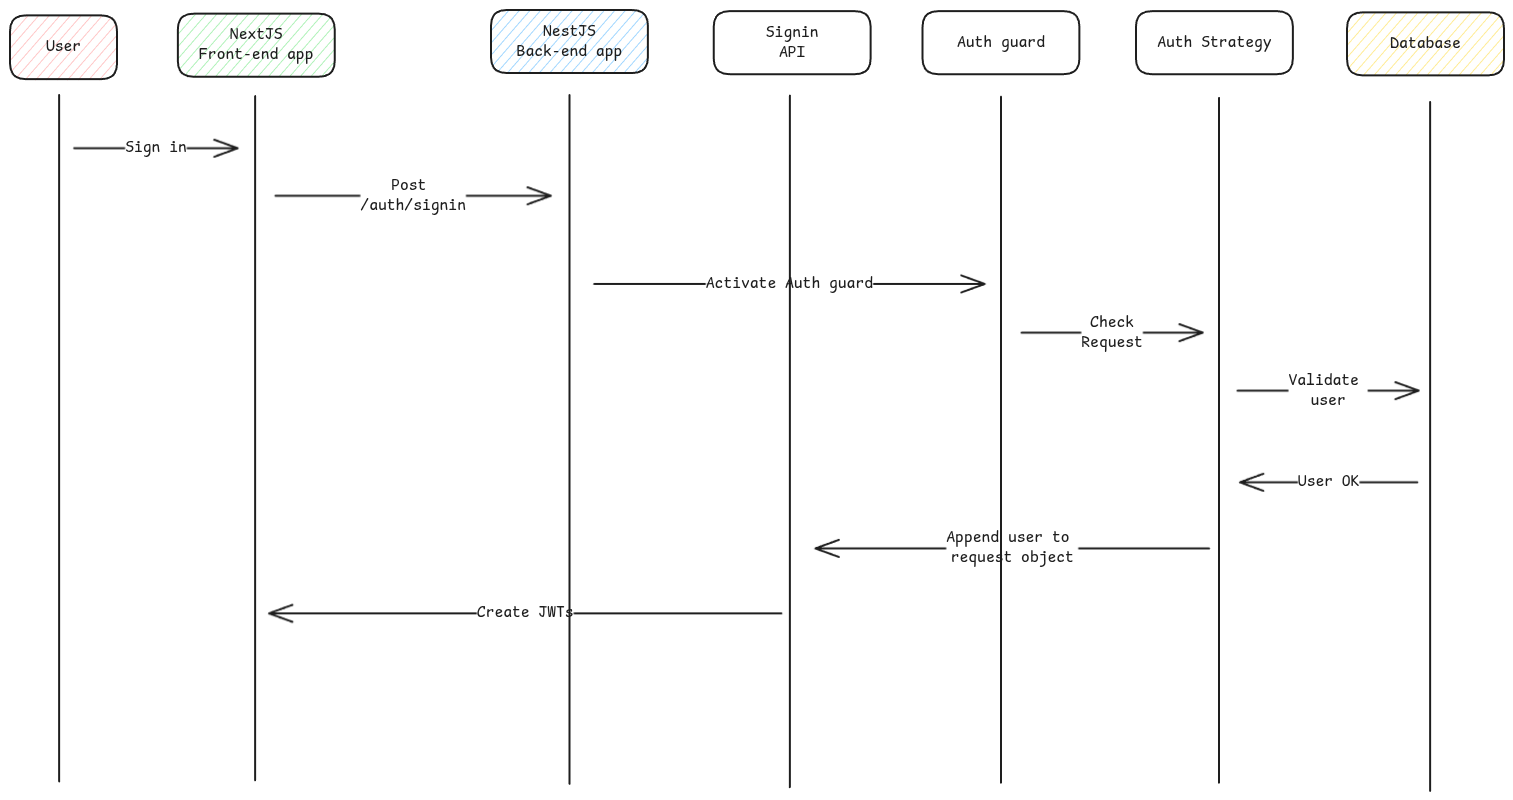 User
NextJS
Front-end app
NestJS
Back-end app
Signin
API
Auth guard
Auth Strategy
Database
Sign in
Post
/auth/signin
Activate Auth guard
Check
Request
Validate
user
User OK
Append user to
request object
Create JWTs